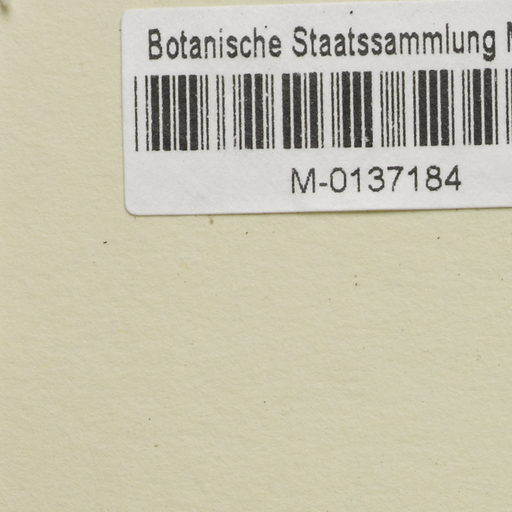 Botanische Staatssammlung
M-0137184